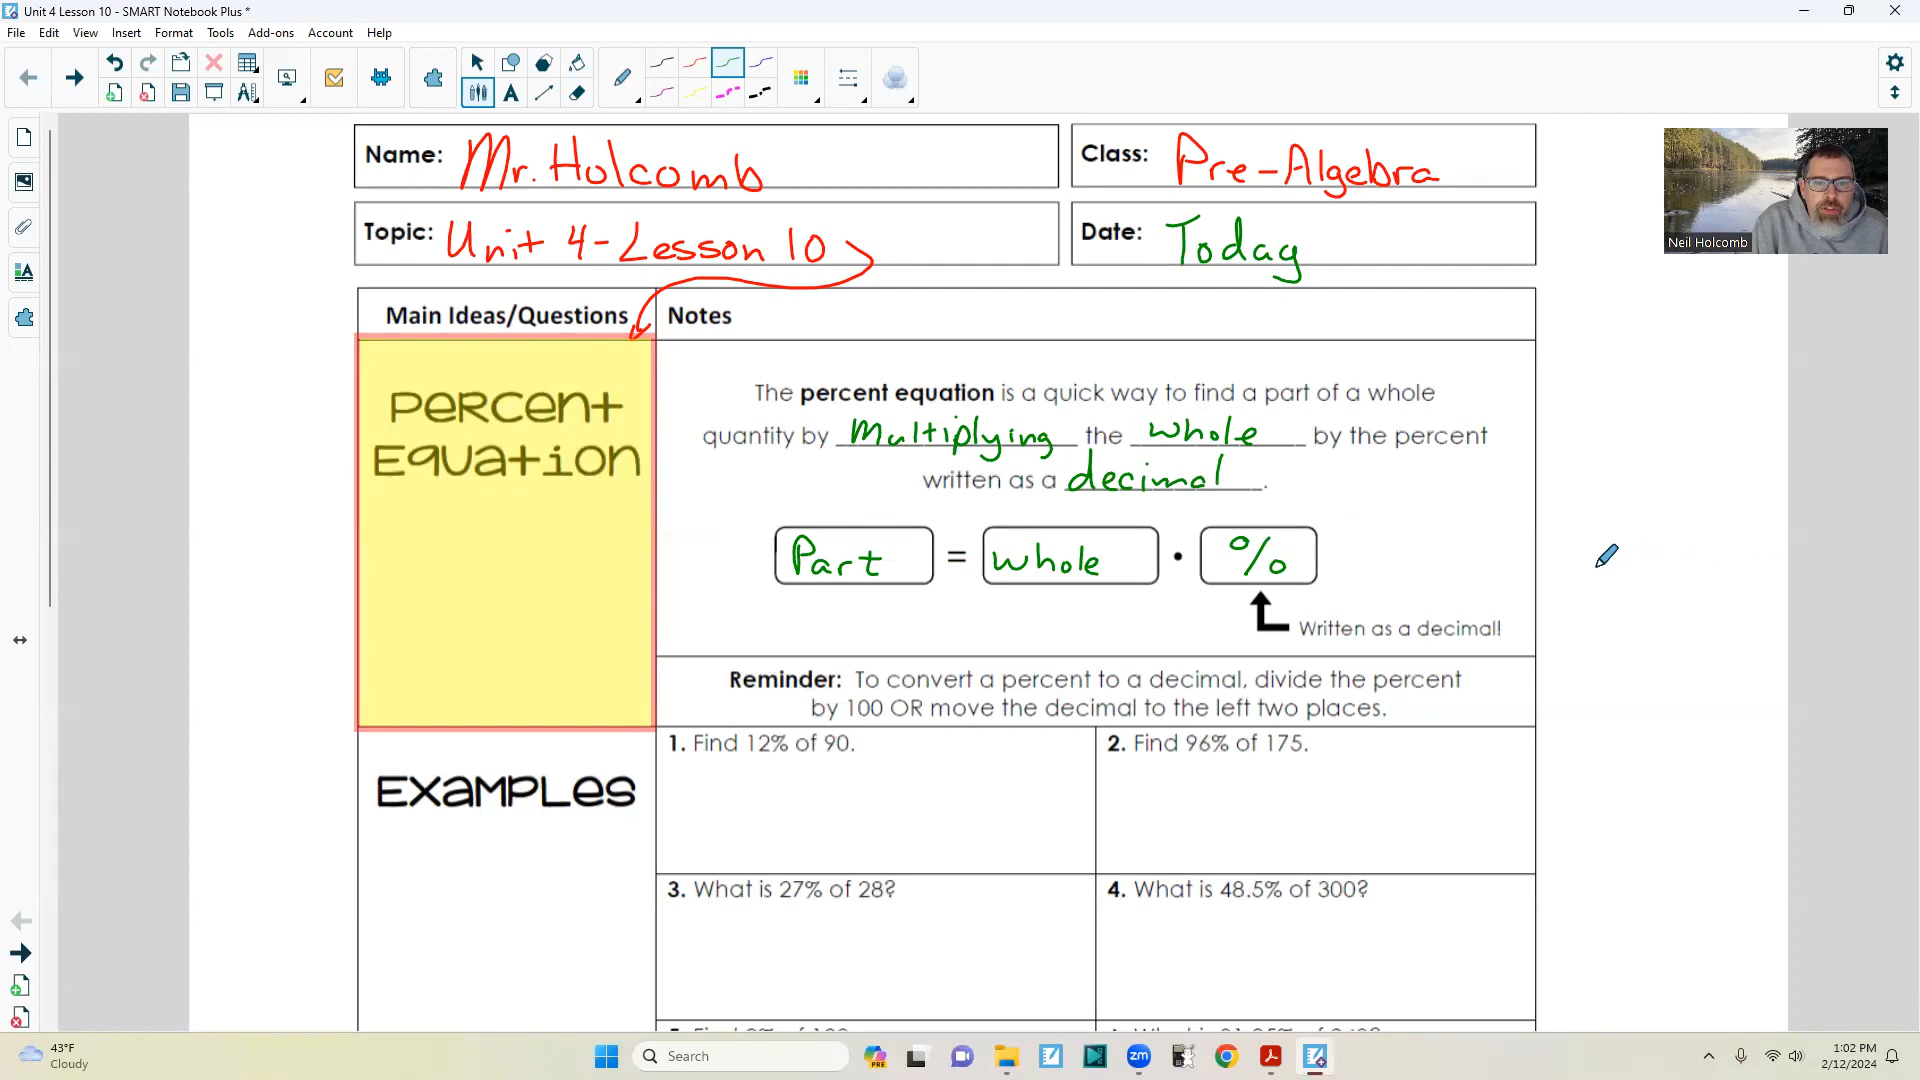 Unit 4 Lesson 10 - SMART Notebook Plus *
File Edit View Insert Format Tools Add-ons Account Help
Name: Mr. Holcomb
Class: Pre-Algebra
Neil Holcomb
Topic: Unit 4 - Lesson 10
Date: Today
Main Ideas/Questions
Notes
Percent
Equation
The percent equation is a quick way to find a part of a whole
quantity by Multiplying the whole by the percent
written as a decimal.
Part = whole • %
Written as a decimal!
Reminder: To convert a percent to a decimal, divide the percent
by 100 OR move the decimal to the left two places.
Examples
1. Find 12% of 90.
2. Find 96% of 175.
3. What is 27% of 28?
4. What is 48.5% of 300?
43°F
Cloudy
Search
PRE
zm
1:02 PM
2/12/2024